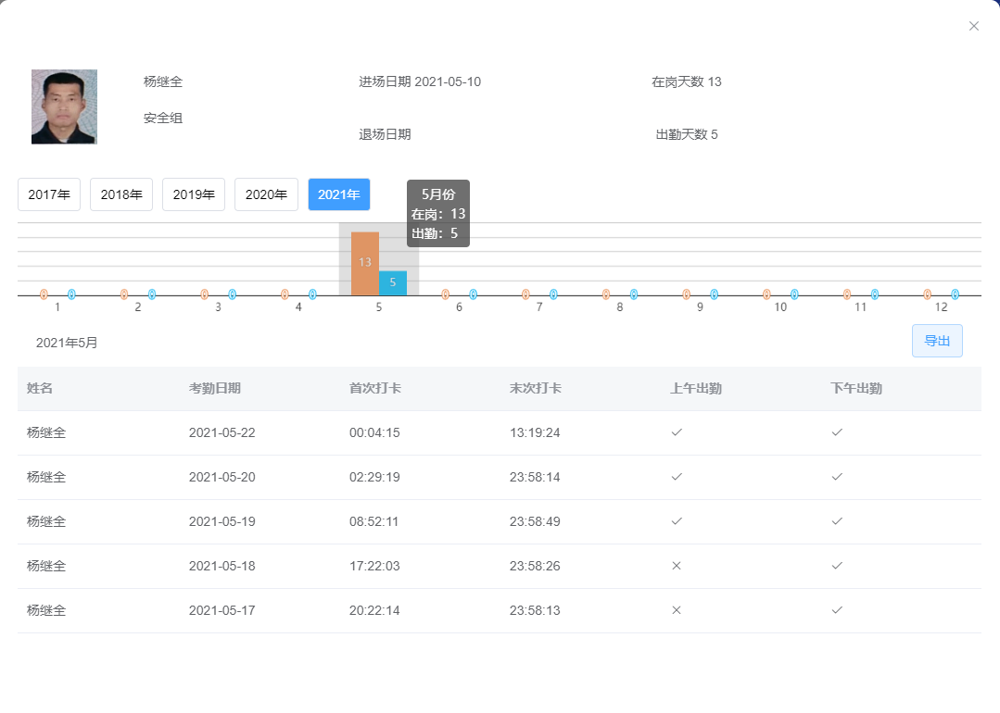 杨继全 进场日期 2021-05-10 在岗天数 13
安全组
退场日期 出勤天数 5
2017年 2018年 2019年 2020年 2021年
5月份
在岗：13
出勤：5
13
5
0 0 0 0 0 0 0 0 0 0 0 0 0 0 0 0 0 0 0 0 0 0
1 2 3 4 5 6 7 8 9 10 11 12
2021年5月 导出
姓名 考勤日期 首次打卡 末次打卡 上午出勤 下午出勤
杨继全 2021-05-22 00:04:15 13:19:24 ✓ ✓
杨继全 2021-05-20 02:29:19 23:58:14 ✓ ✓
杨继全 2021-05-19 08:52:11 23:58:49 ✓ ✓
杨继全 2021-05-18 17:22:03 23:58:26 × ✓
杨继全 2021-05-17 20:22:14 23:58:13 × ✓